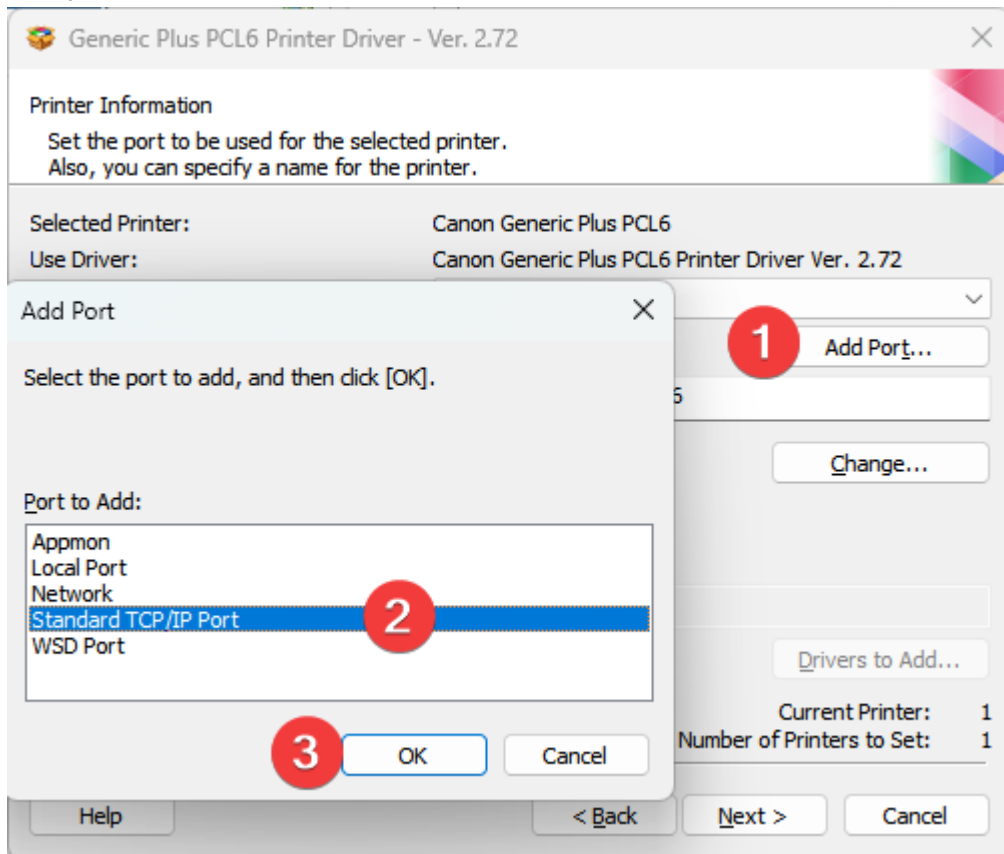 Generic Plus PCL6 Printer Driver - Ver. 2.72
Printer Information
Set the port to be used for the selected printer.
Also, you can specify a name for the printer.
Selected Printer: Canon Generic Plus PCL6
Use Driver: Canon Generic Plus PCL6 Printer Driver Ver. 2.72
Add Port
1 Add Port...
Select the port to add, and then click [OK].
6
Change...
Port to Add:
Appmon
Local Port
Network
Standard TCP/IP Port 2
WSD Port
Drivers to Add...
Current Printer: 1
Number of Printers to Set: 1
3 OK Cancel
Help < Back Next > Cancel